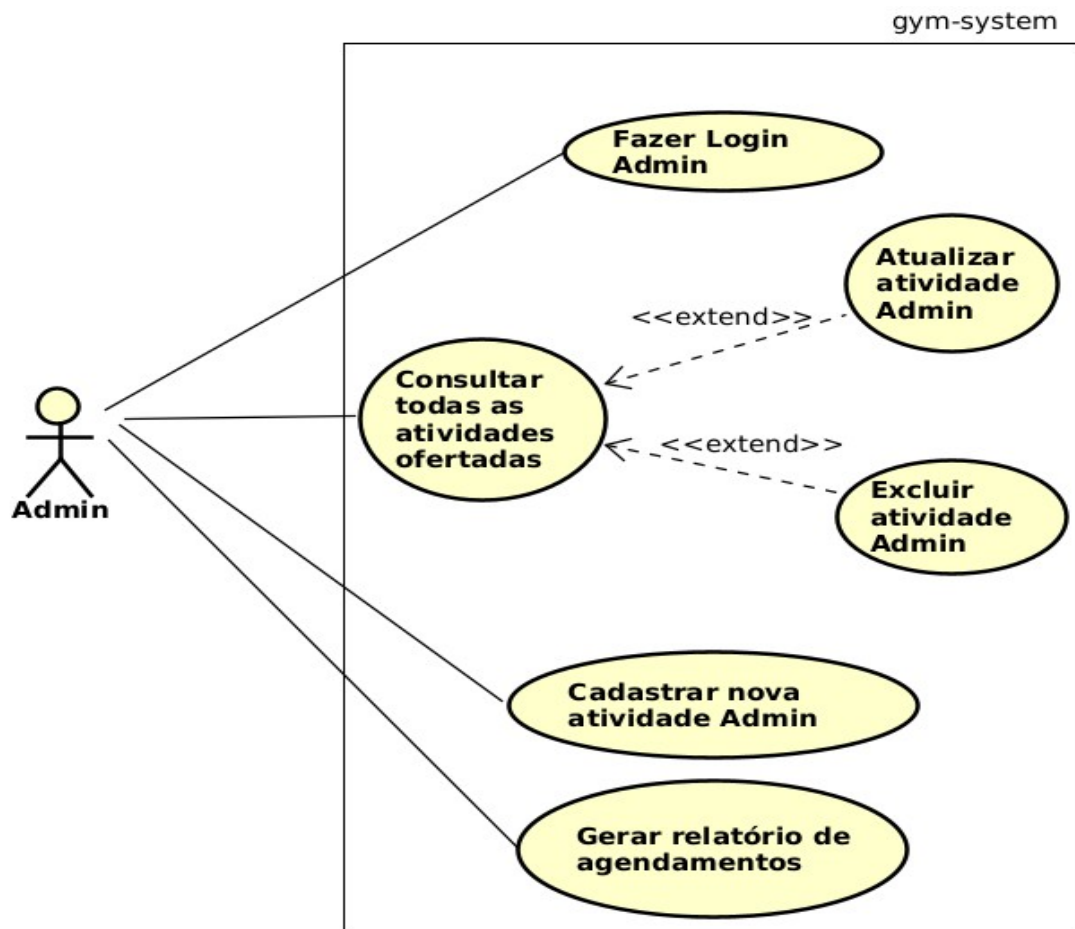 gym-system
Fazer Login
Admin
Atualizar
atividade
Admin
<<extend>>
Consultar
todas as
atividades
ofertadas
<<extend>>
Excluir
atividade
Admin
Admin
Cadastrar nova
atividade Admin
Gerar relatório de
agendamentos